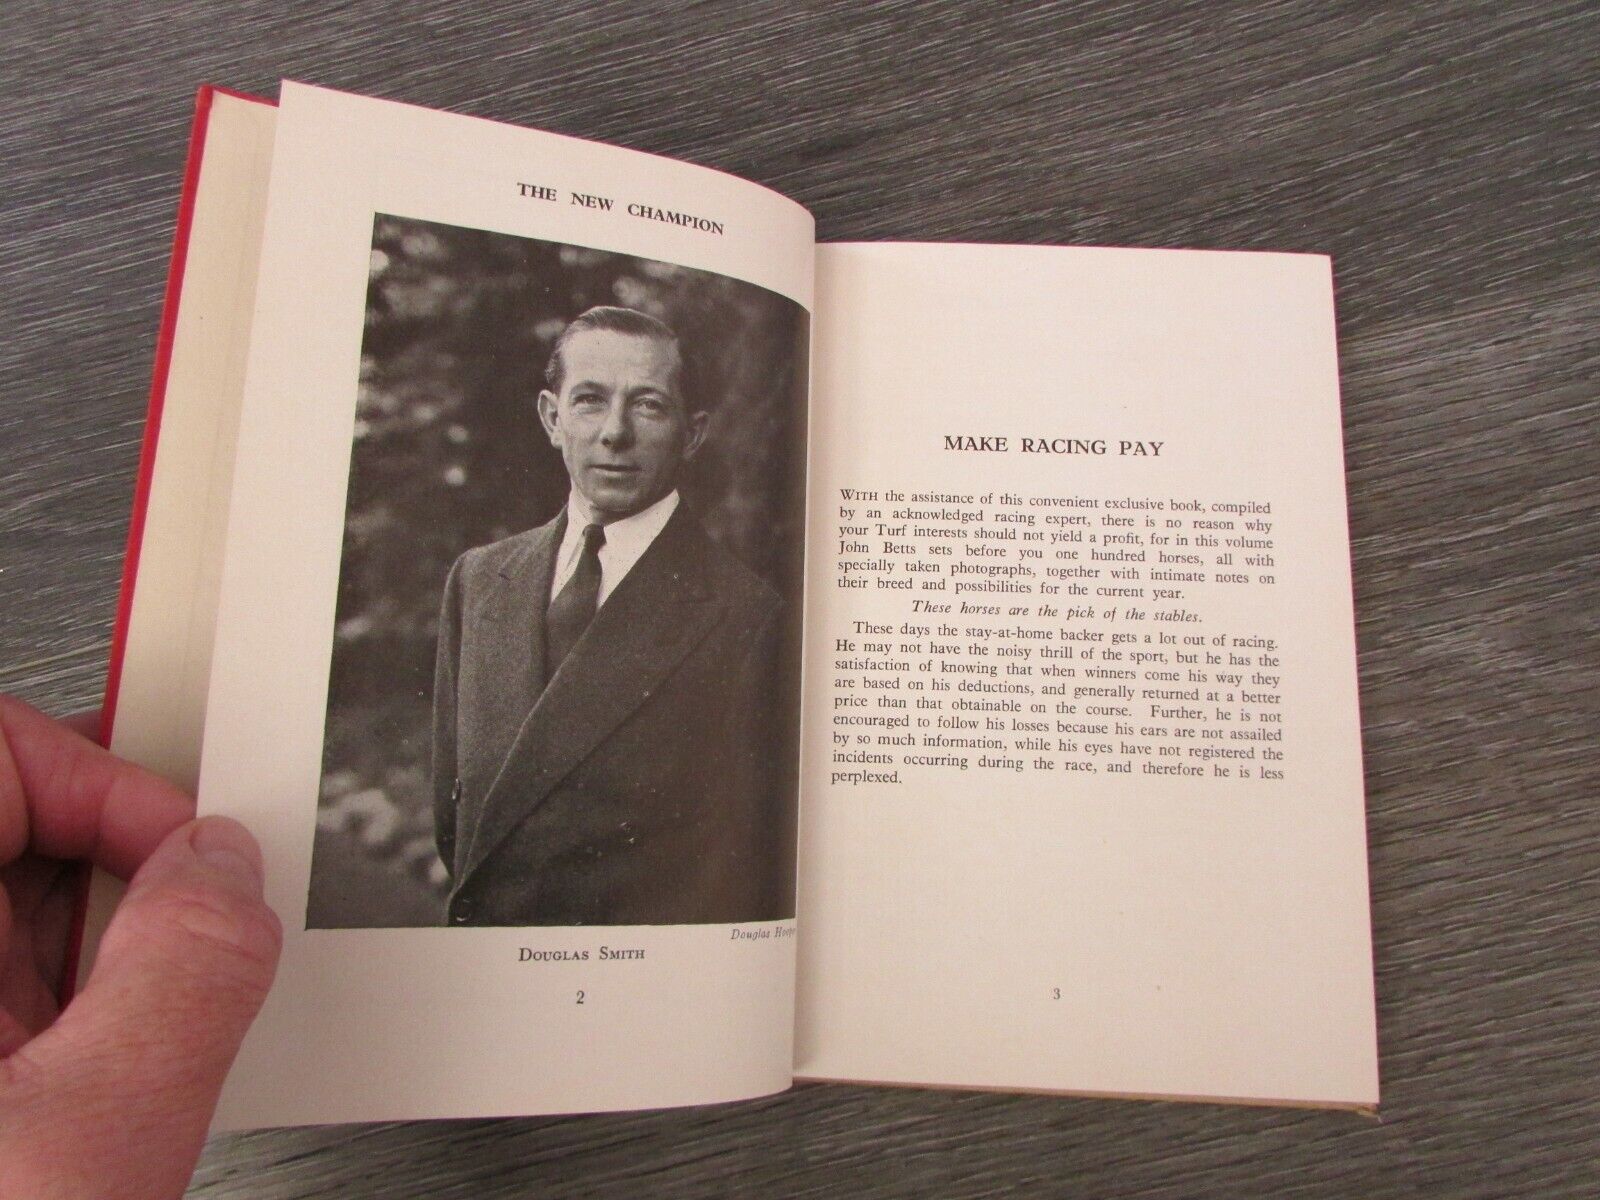 THE NEW CHAMPION
Douglas
DOUGLAS SMITH
2
MAKE RACING PAY
WITH the assistance of this convenient exclusive book, compiled
by an acknowledged racing expert, there is no reason why
your Turf interests should not yield a profit, for in this volume
John Betts sets before you one hundred horses, all with
specially taken photographs, together with intimate notes on
their breed and possibilities for the current year.
These horses are the pick of the stables.
These days the stay-at-home backer gets a lot out of racing.
He may not have the noisy thrill of the sport, but he has the
satisfaction of knowing that when winners come his way they
are based on his deductions, and generally returned at a better
price than that obtainable on the course. Further, he is not
encouraged to follow his losses because his ears are not assailed
by so much information, while his eyes have not registered the
incidents occurring during the race, and therefore he is less
perplexed.
3